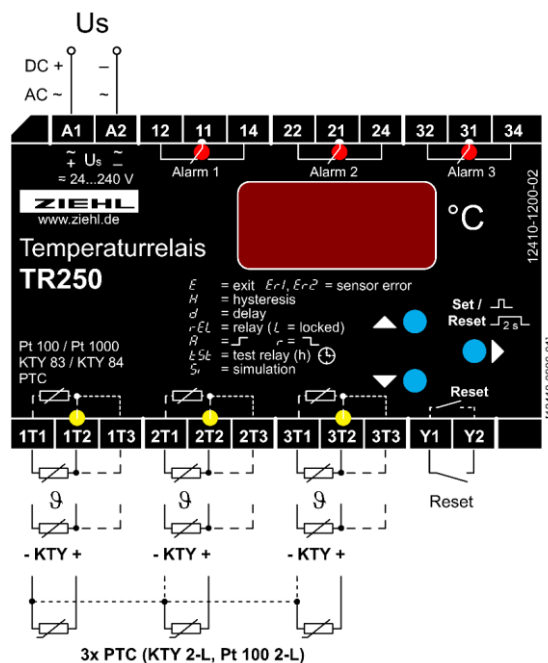 Us
DC + –
AC ~ ~
A1 A2 12 11 14 22 21 24 32 31 34
~ ~
+ Us –
≂ 24...240 V
Alarm 1 Alarm 2 Alarm 3
ZIEHL
www.ziehl.de
°C
12410-1200-02
Temperaturrelais
TR250
E = exit Er1, Er2 = sensor error
H = hysteresis
d = delay
rEL = relay (L = locked)
A = r =
tSt = test relay (h)
Si = simulation
Set /
Reset 2 s
Pt 100 / Pt 1000
KTY 83 / KTY 84
PTC
Reset
1T1 1T2 1T3 2T1 2T2 2T3 3T1 3T2 3T3 Y1 Y2
ϑ ϑ ϑ
Reset
- KTY + - KTY + - KTY +
3x PTC (KTY 2-L, Pt 100 2-L)